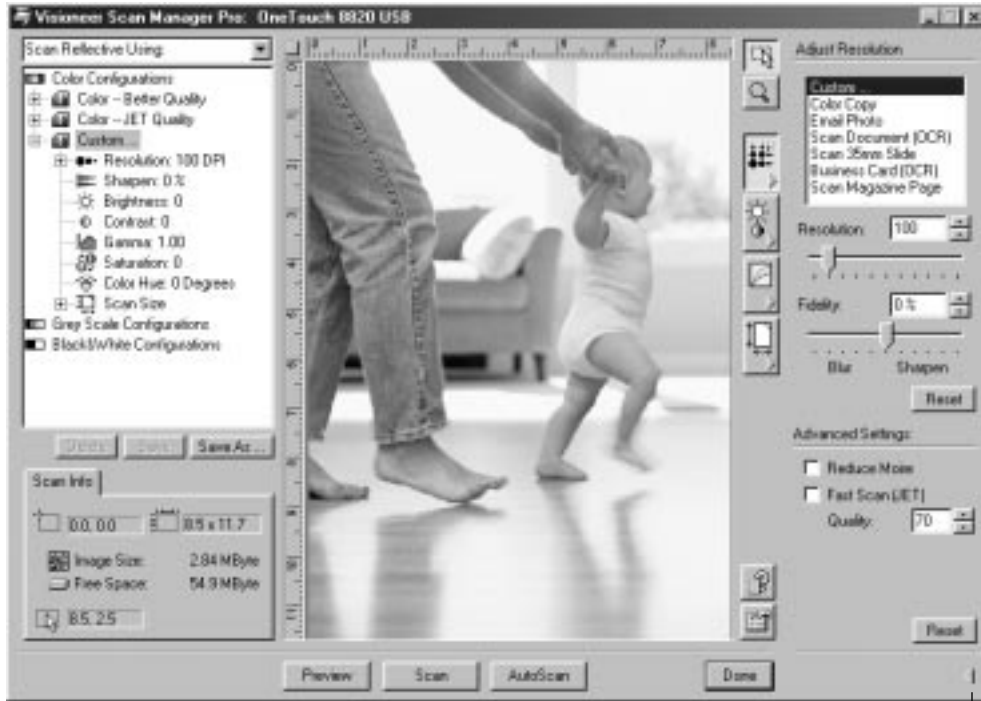 Visioneer Scan Manager Pro: OneTouch 8820 USB
Scan Reflective Using:
Color Configurations
Color -- Better Quality
Color --JET Quality
Custom...
Resolution: 100 DPI
Sharpen: 0 %
Brightness: 0
Contrast: 0
Gamma: 1.00
Saturation: 0
Color Hue: 0 Degrees
Scan Size
Grey Scale Configurations
Black&White Configurations
Delete
Save
Save As ...
Scan Info
0.0, 0.0
8.5 x 11.7
Image Size: 2.84 MByte
Free Space: 54.9 MByte
8.5, 2.5
Preview
Scan
AutoScan
Done
Adjust Resolution
Custom ...
Color Copy
Email Photo
Scan Document (OCR)
Scan 35mm Slide
Business Card (OCR)
Scan Magazine Page
Resolution: 100
Fidelity: 0 %
Blur Sharpen
Reset
Advanced Settings:
Reduce Moire
Fast Scan (JET)
Quality: 70
Reset